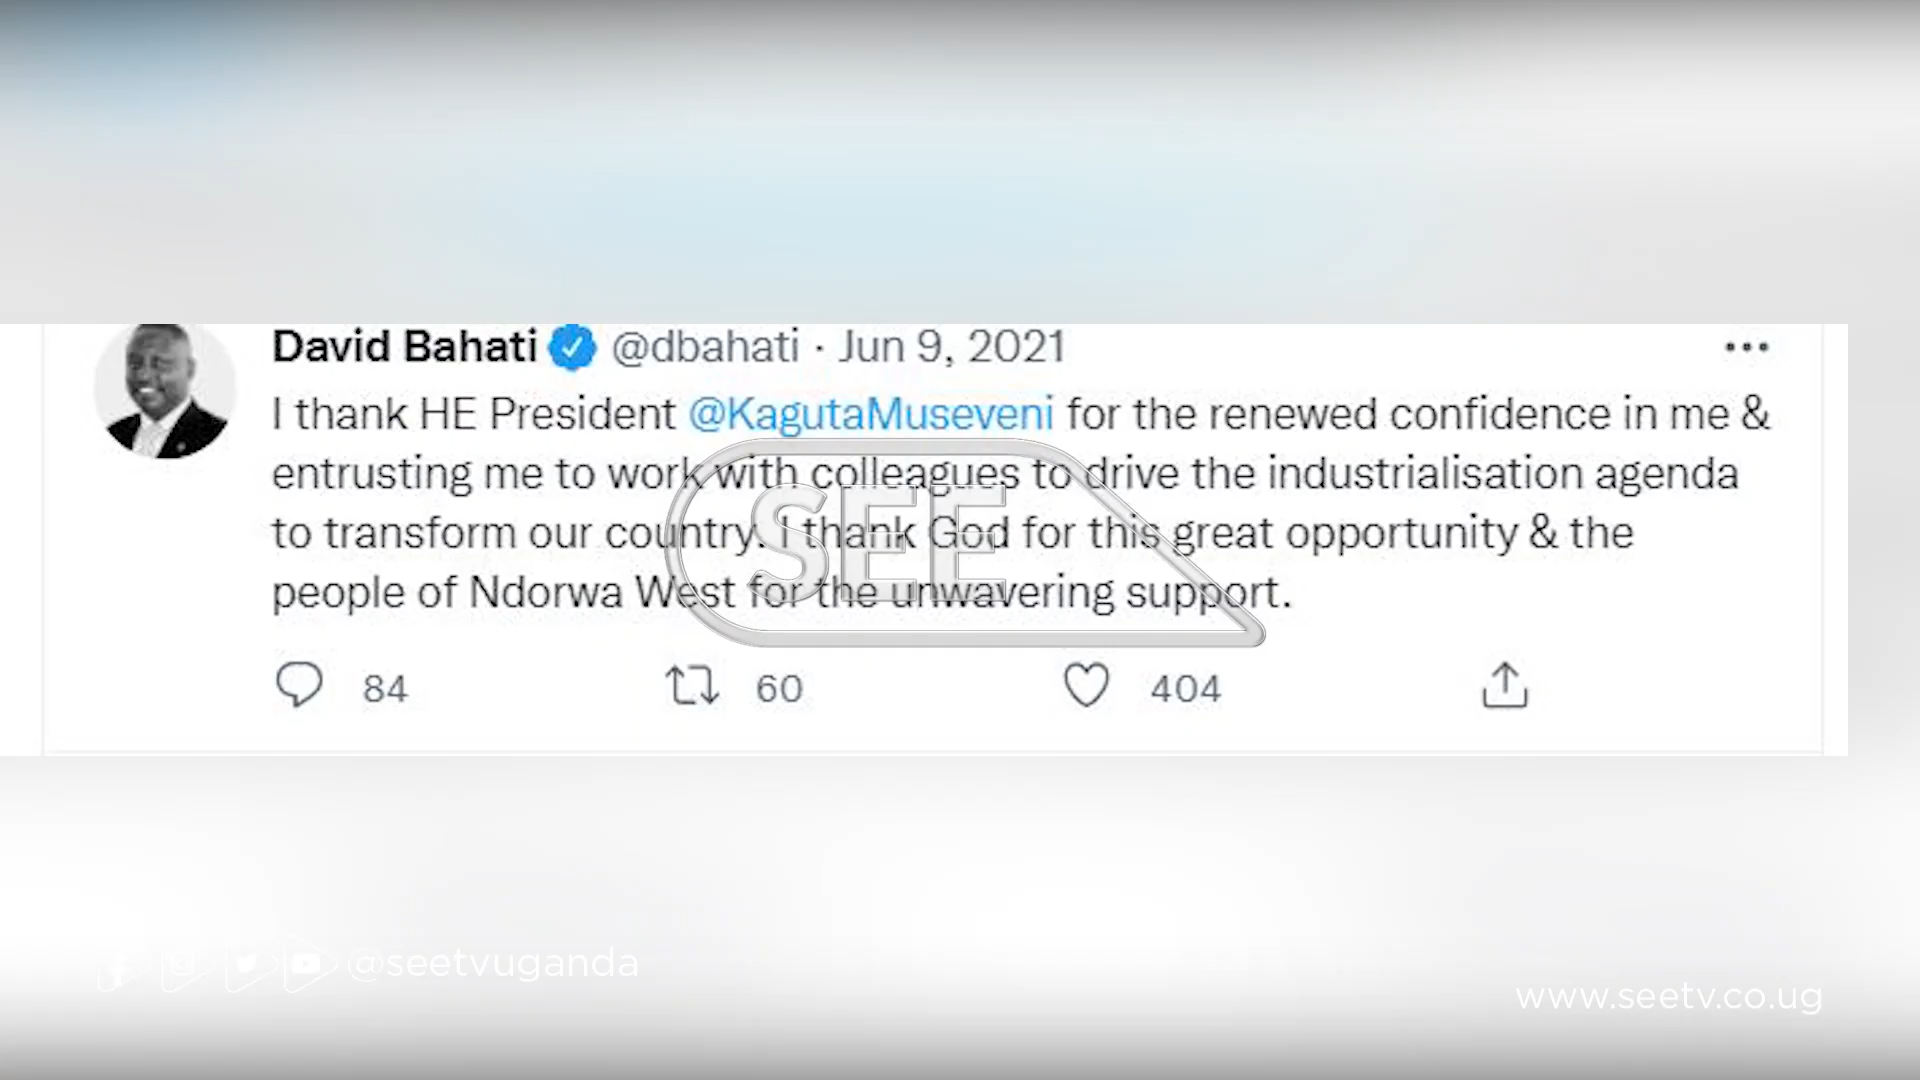 David Bahati @dbahati · Jun 9, 2021
I thank HE President @KagutaMuseveni for the renewed confidence in me &
entrusting me to work with colleagues to drive the industrialisation agenda
to transform our country. I thank God for this great opportunity & the
people of Ndorwa West for the unwavering support.
SEE
84 60 404
@seetvuganda
www.seetv.co.ug